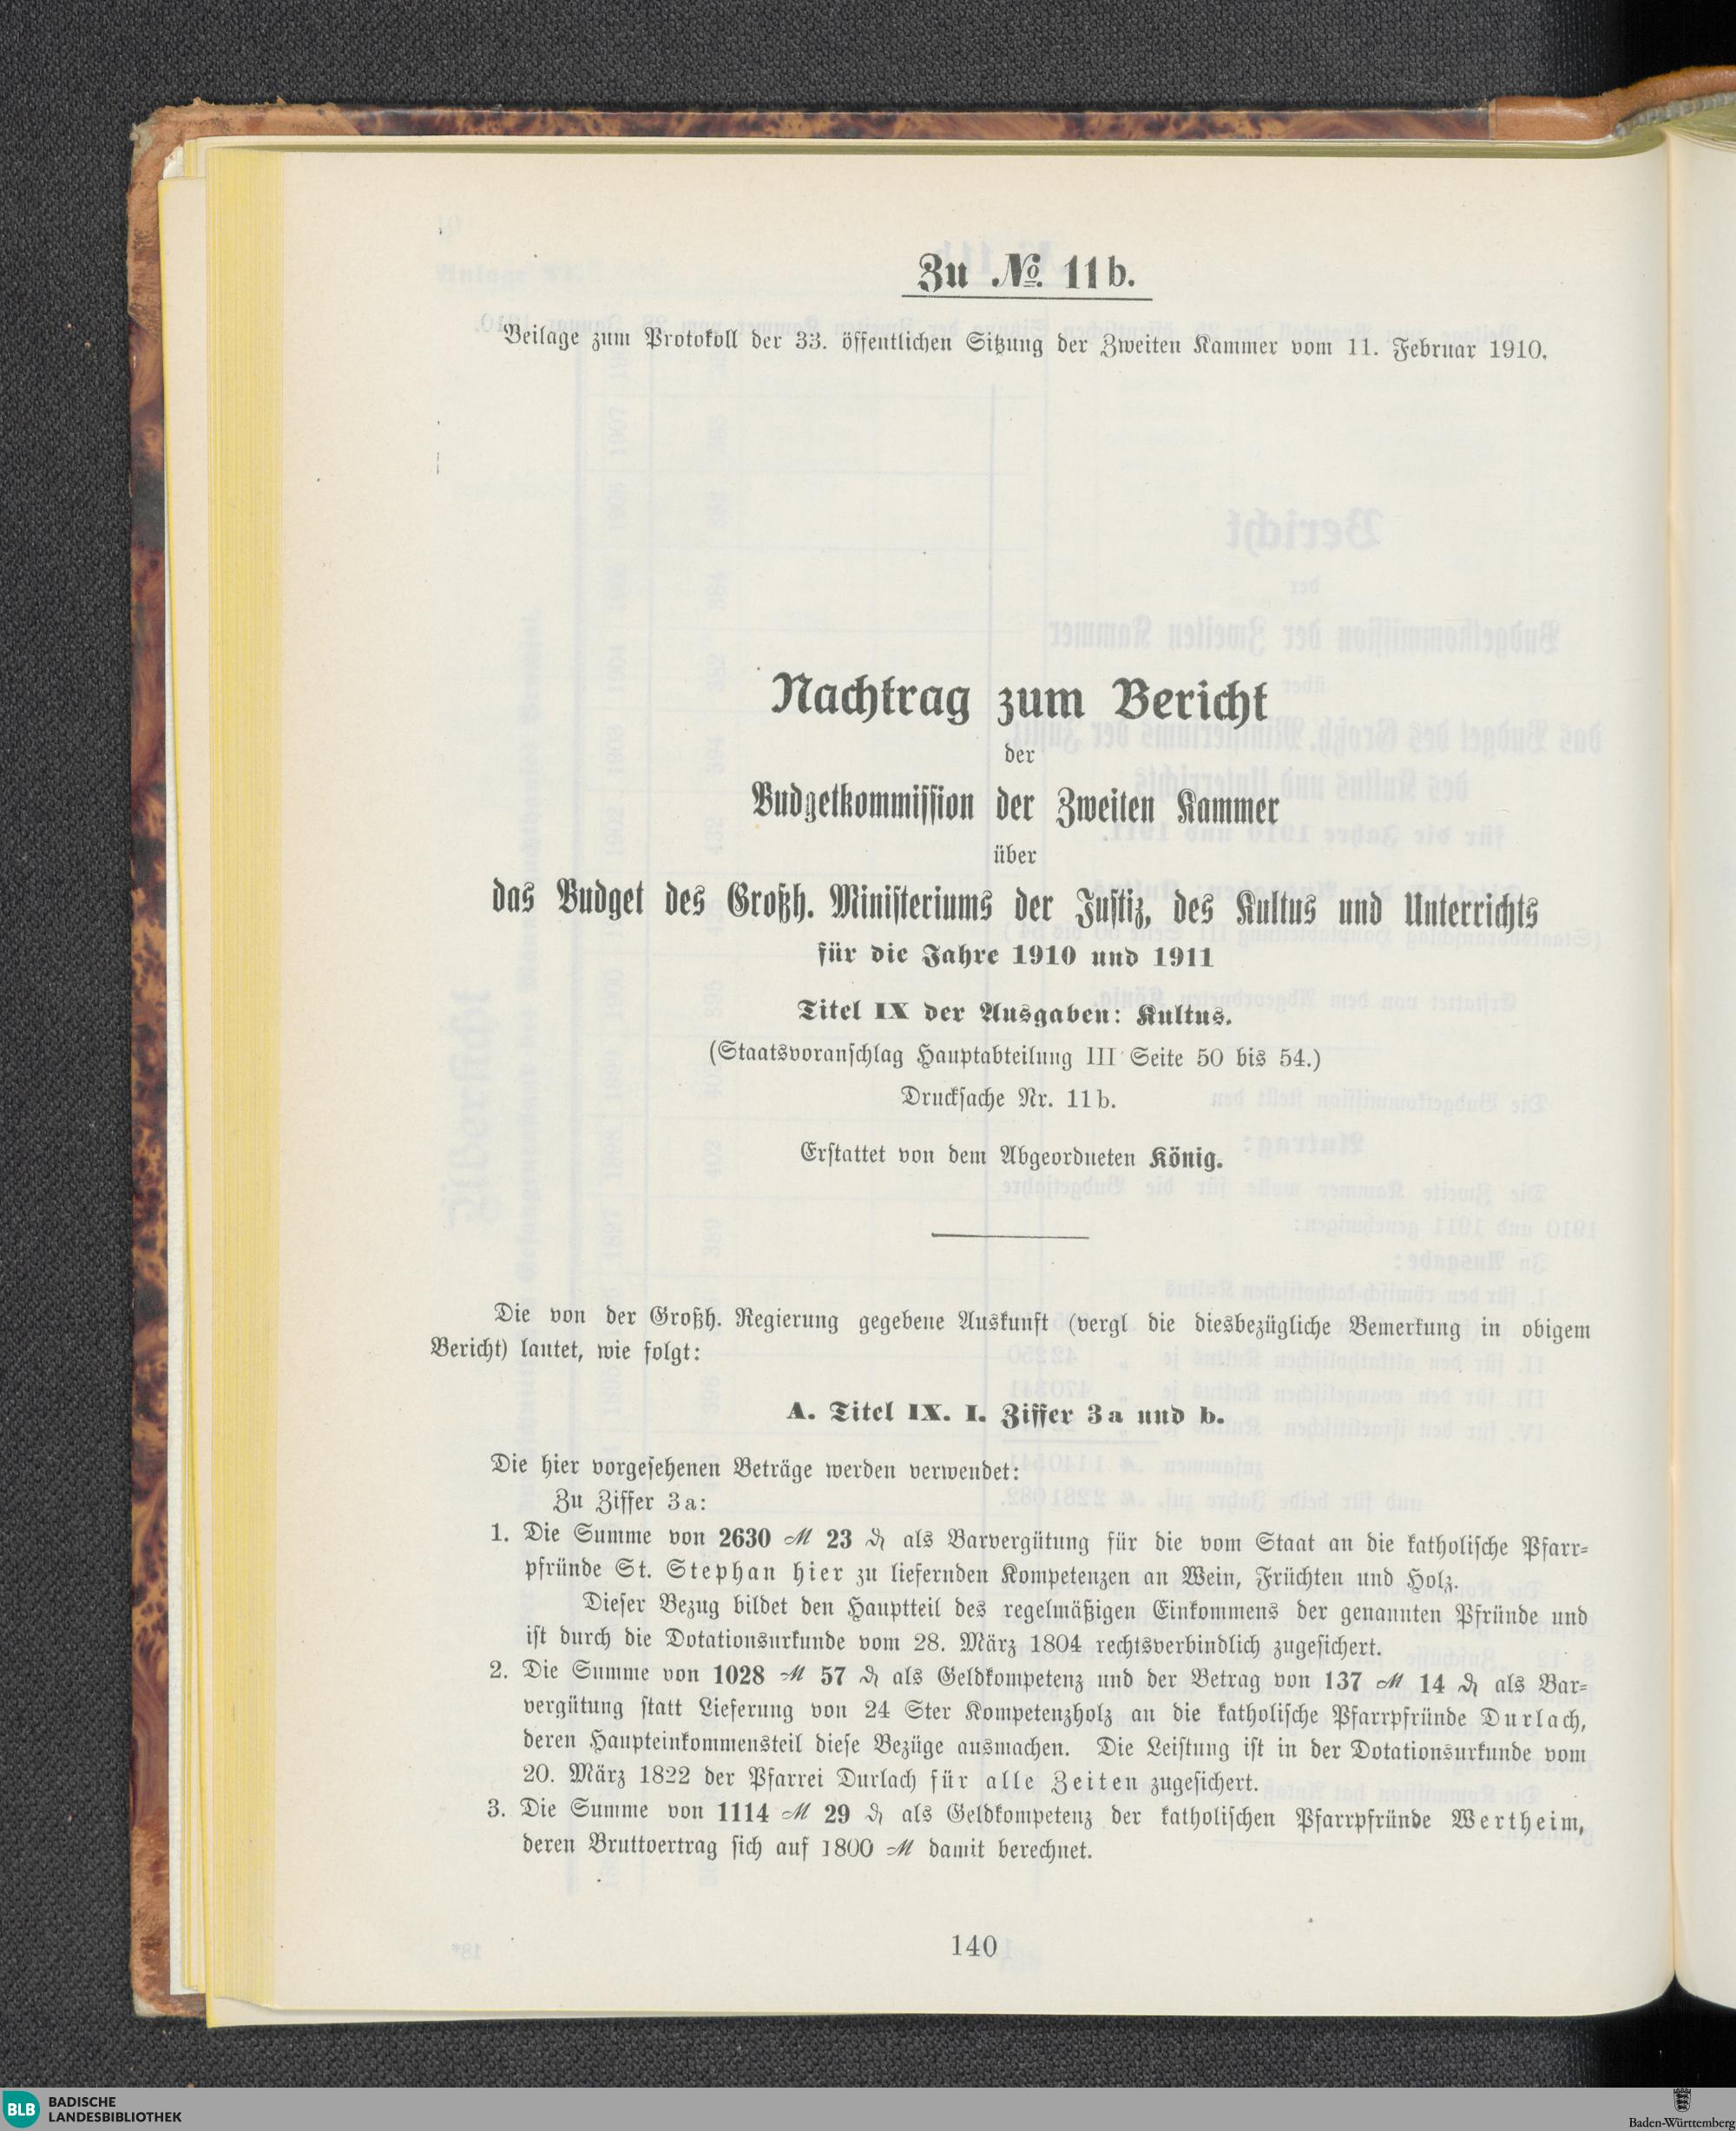 Zu № 11b.
Beilage zum Protokoll der 33. öffentlichen Sitzung der Zweiten Kammer vom 11. Februar 1910.
Nachtrag zum Bericht
der
Budgetkommission der Zweiten Kammer
über
das Budget des Großh. Ministeriums der Justiz, des Kultus und Unterrichts
für die Jahre 1910 und 1911
Titel IX der Ausgaben: Kultus.
(Staatsvoranschlag Hauptabteilung III Seite 50 bis 54.)
Drucksache Nr. 11b.
Erstattet von dem Abgeordneten König.
Die von der Großh. Regierung gegebene Auskunft (vergl die diesbezügliche Bemerkung in obigem
Bericht) lautet, wie folgt:
A. Titel IX. I. Ziffer 3a und b.
Die hier vorgesehenen Beträge werden verwendet:
Zu Ziffer 3a:
1. Die Summe von 2630 ℳ 23 ₰ als Barvergütung für die vom Staat an die katholische Pfarr-
pfründe St. Stephan hier zu liefernden Kompetenzen an Wein, Früchten und Holz.
Dieser Bezug bildet den Hauptteil des regelmäßigen Einkommens der genannten Pfründe und
ist durch die Dotationsurkunde vom 28. März 1804 rechtsverbindlich zugesichert.
2. Die Summe von 1028 ℳ 57 ₰ als Geldkompetenz und der Betrag von 137 ℳ 14 ₰ als Bar-
vergütung statt Lieferung von 24 Ster Kompetenzholz an die katholische Pfarrpfründe Durlach,
deren Haupteinkommensteil diese Bezüge ausmachen. Die Leistung ist in der Dotationsurkunde vom
20. März 1822 der Pfarrei Durlach für alle Zeiten zugesichert.
3. Die Summe von 1114 ℳ 29 ₰ als Geldkompetenz der katholischen Pfarrpfründe Wertheim,
deren Bruttoertrag sich auf 1800 ℳ damit berechnet.
140
BLB BADISCHE
LANDESBIBLIOTHEK
Baden-Württemberg